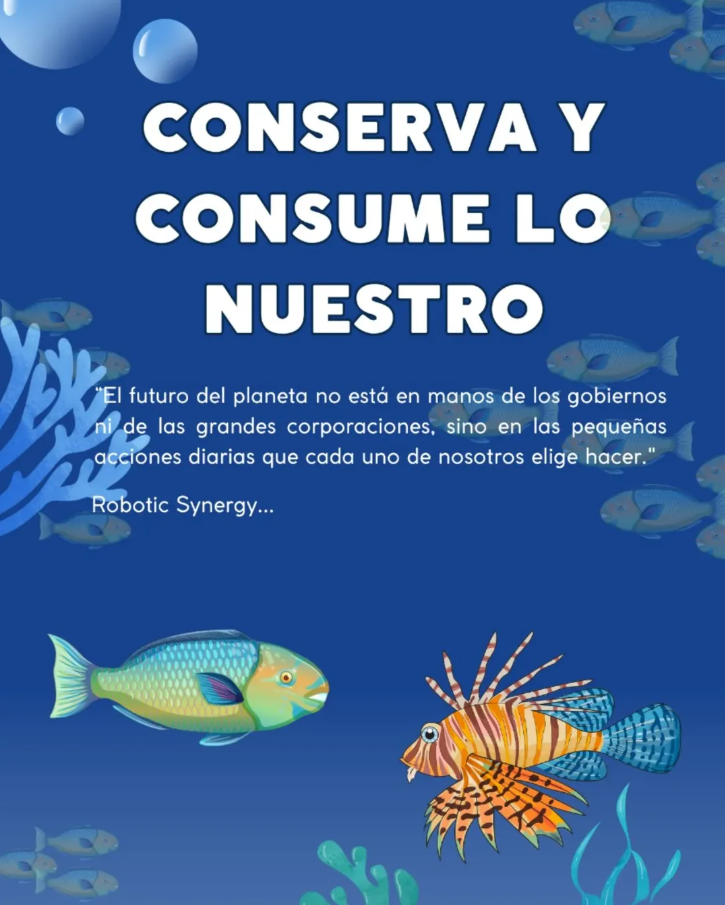 CONSERVA Y
CONSUME LO
NUESTRO
"El futuro del planeta no está en manos de los gobiernos
ni de las grandes corporaciones, sino en las pequeñas
acciones diarias que cada uno de nosotros elige hacer."
Robotic Synergy...